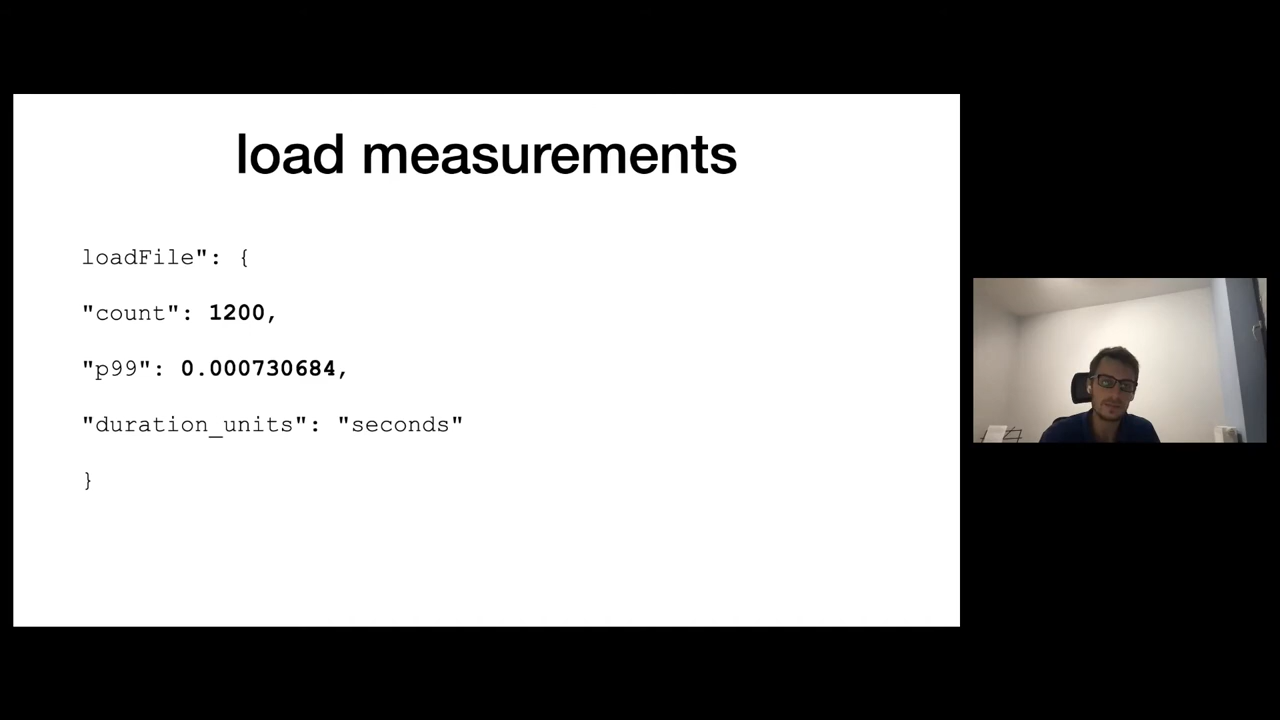 load measurements
loadFile": {
"count": 1200,
"p99": 0.000730684,
"duration_units": "seconds"
}